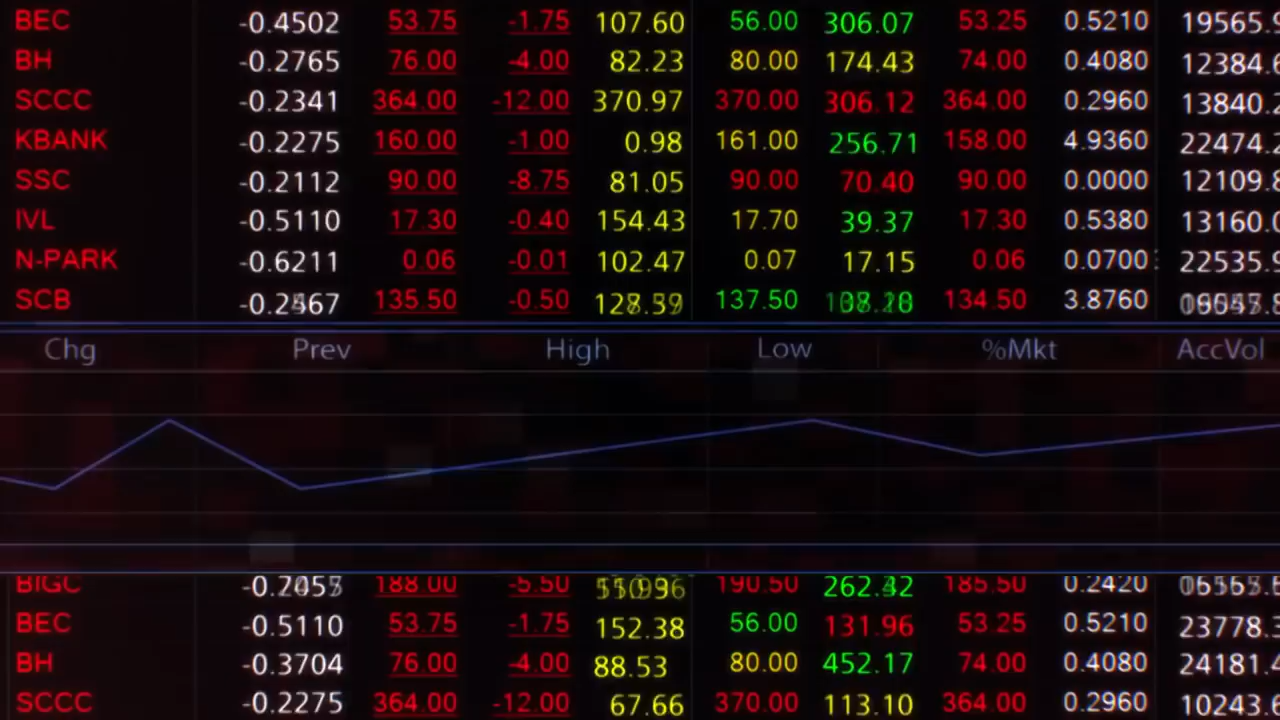 BEC -0.4502 53.75 -1.75 107.60 56.00 306.07 53.25 0.5210 19565.9
BH -0.2765 76.00 -4.00 82.23 80.00 174.43 74.00 0.4080 12384.6
SCCC -0.2341 364.00 -12.00 370.97 370.00 306.12 364.00 0.2960 13840.2
KBANK -0.2275 160.00 -1.00 0.98 161.00 256.71 158.00 4.9360 22474.2
SSC -0.2112 90.00 -8.75 81.05 90.00 70.40 90.00 0.0000 12109.8
IVL -0.5110 17.30 -0.40 154.43 17.70 39.37 17.30 0.5380 13160.0
N-PARK -0.6211 0.06 -0.01 102.47 0.07 17.15 0.06 0.0700 22535.9
SCB 135.50 -0.50 137.50 134.50 3.8760
Chg Prev High Low %Mkt AccVol
BIGC 188.00 -5.50 190.50 185.50 0.2420
BEC -0.5110 53.75 -1.75 152.38 56.00 131.96 53.25 0.5210 23778.3
BH -0.3704 76.00 -4.00 88.53 80.00 452.17 74.00 0.4080 24181.4
SCCC -0.2275 364.00 -12.00 67.66 370.00 113.10 364.00 0.2960 10243.6